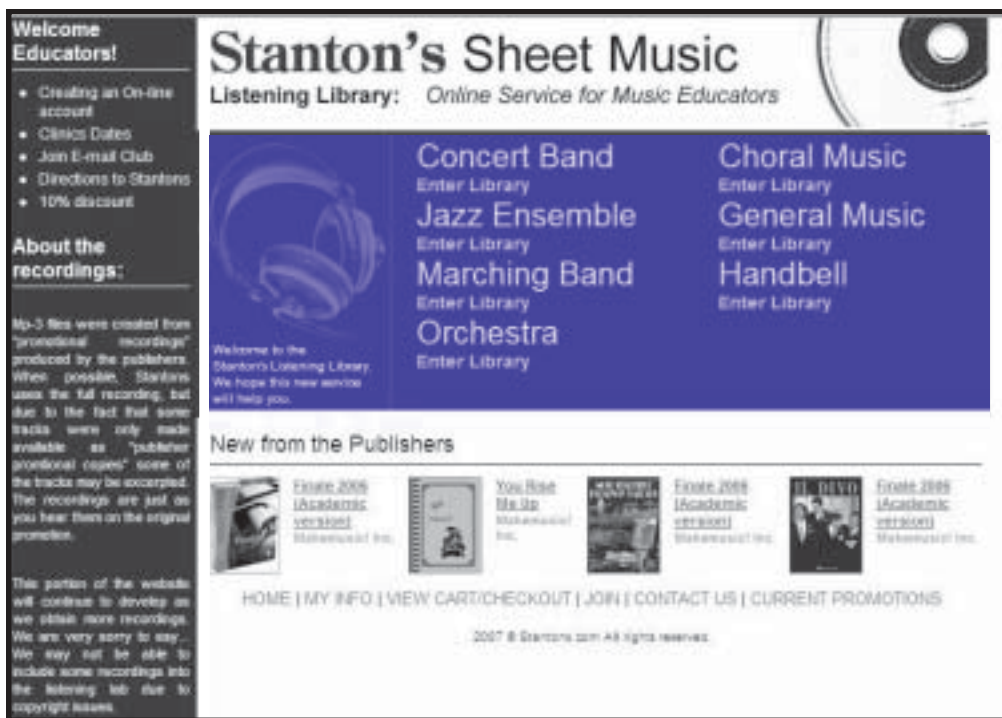 Welcome
Educators!
Creating an On-line
account
Clinics Dates
Join E-mail Club
Directions to Stantons
10% discount
About the
recordings:
Mp-3 files were created from
"promotional recordings"
produced by the publishers.
When possible, Stantons
uses the full recording, but
due to the fact that some
tracks were only made
available as "publisher
promtional copies" some of
the tracks may be excerpted.
The recordings are just as
you hear them on the original
promotion.
This portion of the website
will continue to develop as
we obtain more recordings.
We are very sorry to say...
We may not be able to
include some recordings into
the listening lab due to
copyright issues.
Stanton's Sheet Music
Listening Library: Online Service for Music Educators
Concert Band
Enter Library
Jazz Ensemble
Enter Library
Marching Band
Enter Library
Orchestra
Enter Library
Choral Music
Enter Library
General Music
Enter Library
Handbell
Enter Library
Welcome to the
Stanton's Listening Library.
We hope this new service
will help you.
New from the Publishers
Finale 2006
(Academic
version)
Makemusic! Inc.
You Rise
Me Up
Makemusic!
Inc.
Finale 2006
(Academic
version)
Makemusic! Inc.
IL DIVO
Finale 2006
(Academic
version)
Makemusic! Inc.
HOME | MY INFO | VIEW CART/CHECKOUT | JOIN | CONTACT US | CURRENT PROMOTIONS
2007 © Stantons.com All rights reserved.